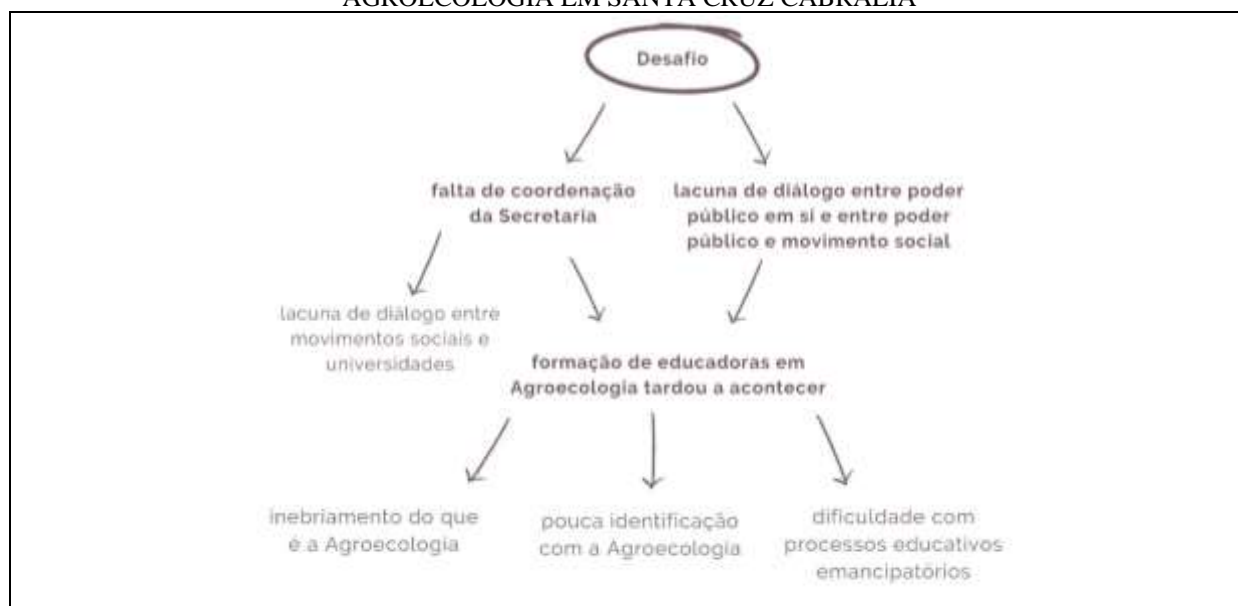 AGROECOLOGIA EM SANTA CRUZ CABRÁLIA
Desafio
falta de coordenação
da Secretaria
lacuna de diálogo entre poder
público em si e entre poder
público e movimento social
lacuna de diálogo entre
movimentos sociais e
universidades
formação de educadoras em
Agroecologia tardou a acontecer
inebriamento do que
é a Agroecologia
pouca identificação
com a Agroecologia
dificuldade com
processos educativos
emancipatórios